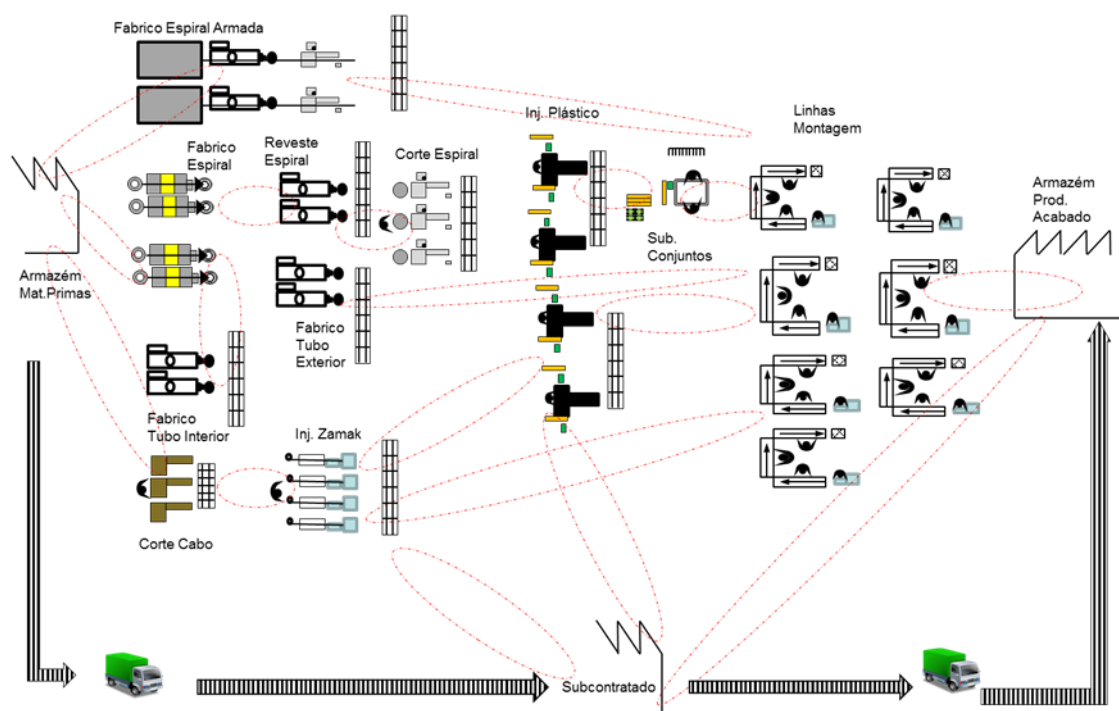 Fabrico Espiral Armada
Inj. Plástico
Linhas
Montagem
Fabrico
Espiral
Reveste
Espiral
Corte Espiral
Armazém
Prod.
Acabado
Sub.
Conjuntos
Armazém
Mat.Primas
Fabrico
Tubo
Exterior
Fabrico
Tubo Interior
Inj. Zamak
Corte Cabo
Subcontratado